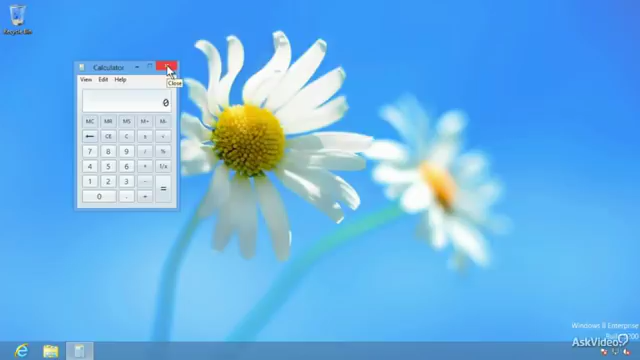 Recycle Bin
Calculator
Close
View Edit Help
0
MC MR MS M+ M-
← CE C
7 8 9 / %
4 5 6 * 1/x
1 2 3 - =
0 . +
Windows 8 Enterprise
Build
AskVideo